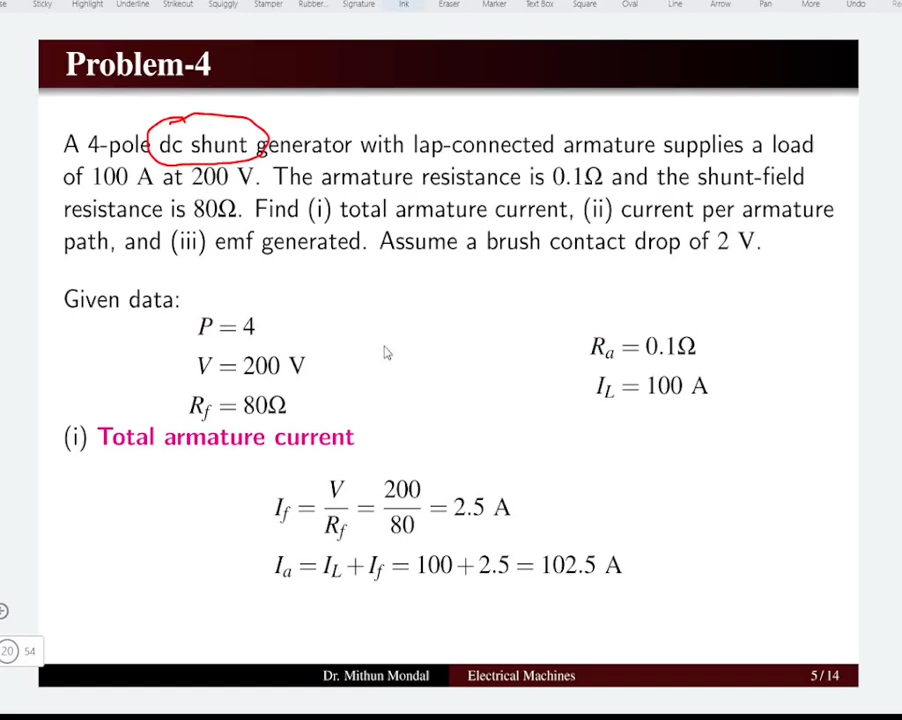 Sticky Highlight Underline Strikeout Squiggly Stamper Rubber... Signature Ink Eraser Marker Text Box Square Oval Line Arrow Pan More Undo
Problem-4
A 4-pole dc shunt generator with lap-connected armature supplies a load
of 100 A at 200 V. The armature resistance is 0.1Ω and the shunt-field
resistance is 80Ω. Find (i) total armature current, (ii) current per armature
path, and (iii) emf generated. Assume a brush contact drop of 2 V.
Given data:
P = 4
V = 200 V
R_f = 80Ω
R_a = 0.1Ω
I_L = 100 A
(i) Total armature current
I_f = V/R_f = 200/80 = 2.5 A
I_a = I_L + I_f = 100 + 2.5 = 102.5 A
20 54
Dr. Mithun Mondal Electrical Machines 5/14